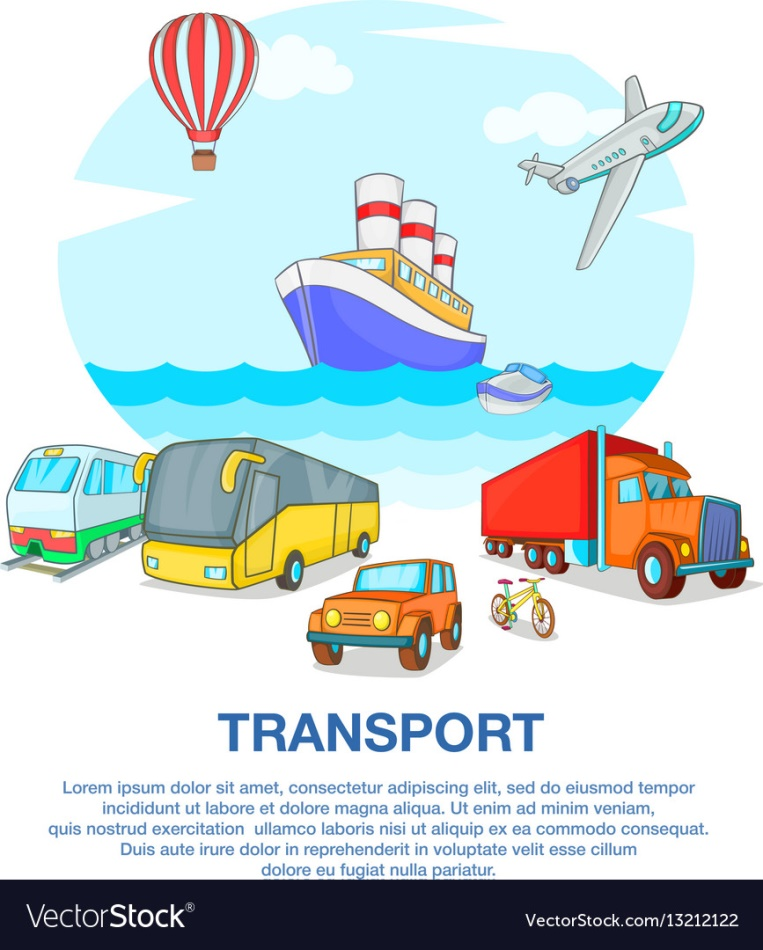 TRANSPORT
Lorem ipsum dolor sit amet, consectetur adipiscing elit, sed do eiusmod tempor
incididunt ut labore et dolore magna aliqua. Ut enim ad minim veniam,
quis nostrud exercitation  ullamco laboris nisi ut aliquip ex ea commodo consequat.
Duis aute irure dolor in reprehenderit in voluptate velit esse cillum
dolore eu fugiat nulla pariatur.
VectorStock®
VectorStock.com/13212122